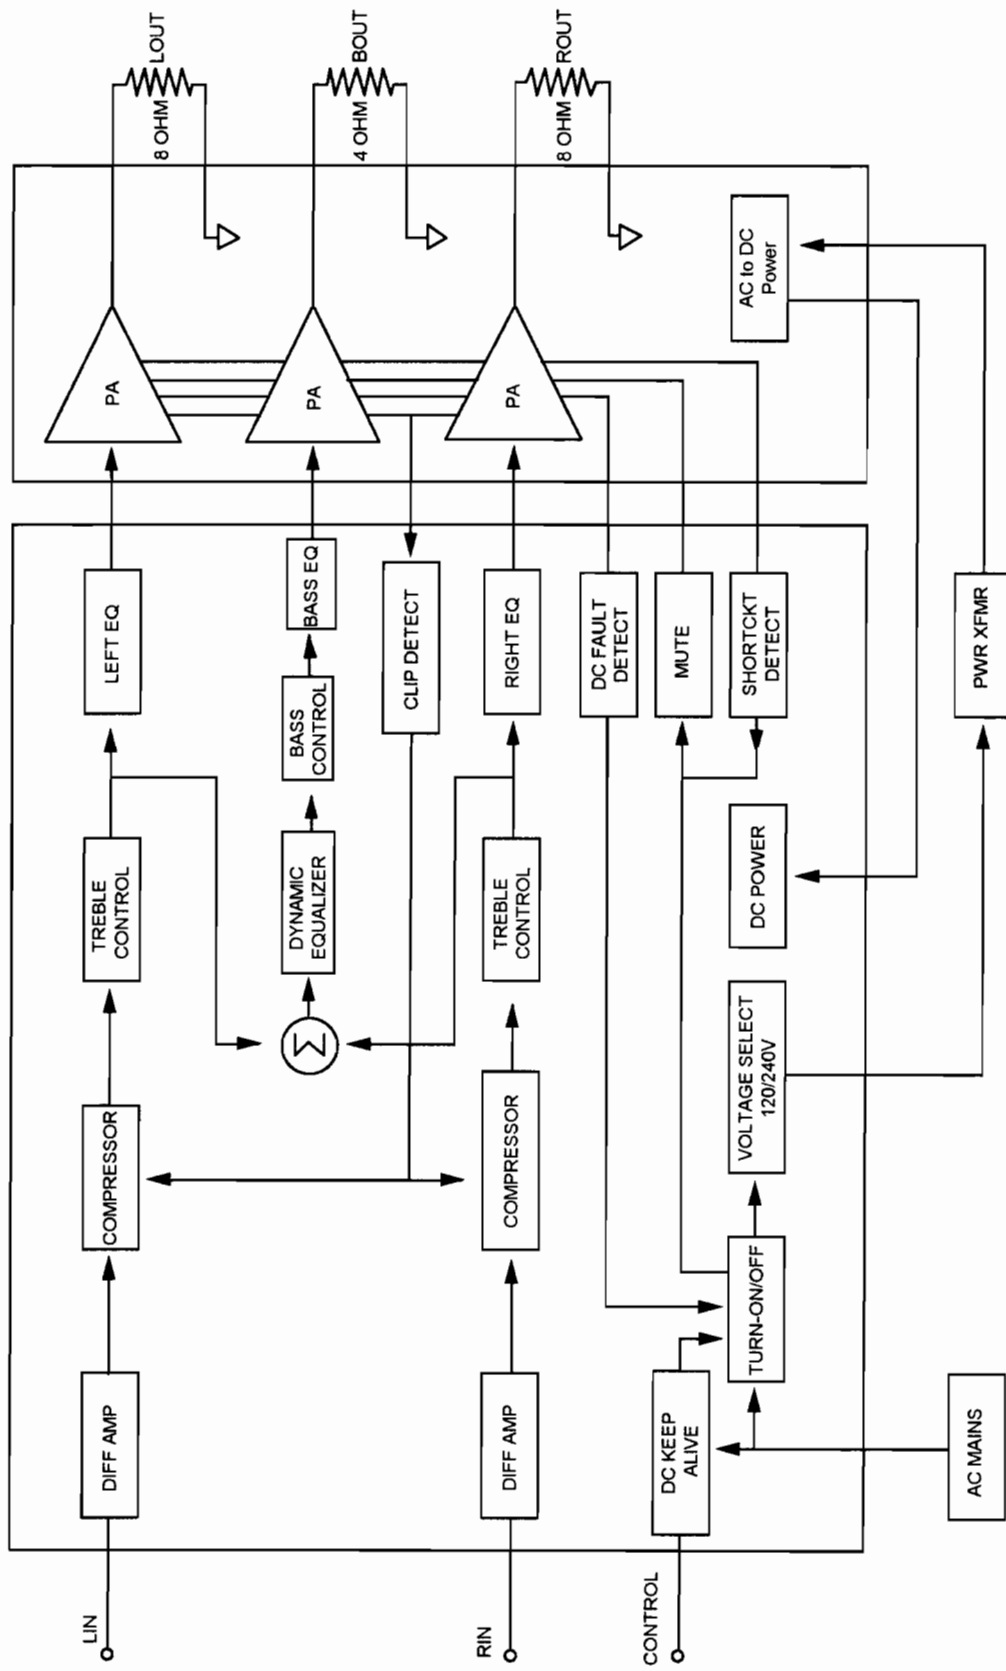 LIN
DIFF AMP
COMPRESSOR
TREBLE
CONTROL
LEFT EQ
PA
8 OHM
LOUT
Σ
DYNAMIC
EQUALIZER
BASS
CONTROL
BASS EQ
PA
4 OHM
BOUT
CLIP DETECT
RIN
DIFF AMP
COMPRESSOR
TREBLE
CONTROL
RIGHT EQ
PA
8 OHM
ROUT
DC FAULT
DETECT
MUTE
SHORTCKT
DETECT
CONTROL
DC KEEP
ALIVE
TURN-ON/OFF
VOLTAGE SELECT
120/240V
DC POWER
AC to DC
Power
AC MAINS
PWR XFMR